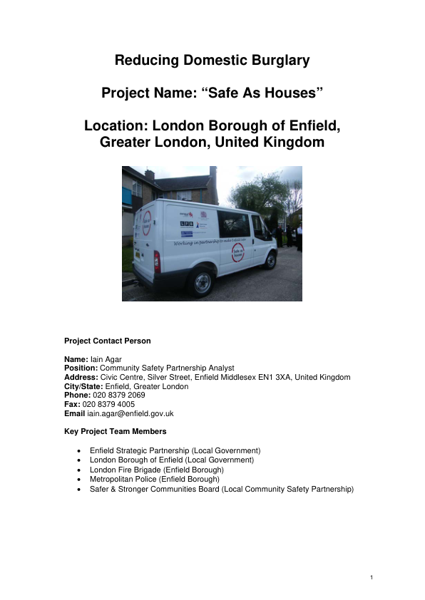 Reducing Domestic Burglary
Project Name: “Safe As Houses”
Location: London Borough of Enfield,
Greater London, United Kingdom
Project Contact Person
Name: Iain Agar
Position: Community Safety Partnership Analyst
Address: Civic Centre, Silver Street, Enfield Middlesex EN1 3XA, United Kingdom
City/State: Enfield, Greater London
Phone: 020 8379 2069
Fax: 020 8379 4005
Email iain.agar@enfield.gov.uk
Key Project Team Members
• Enfield Strategic Partnership (Local Government)
• London Borough of Enfield (Local Government)
• London Fire Brigade (Enfield Borough)
• Metropolitan Police (Enfield Borough)
• Safer & Stronger Communities Board (Local Community Safety Partnership)
1